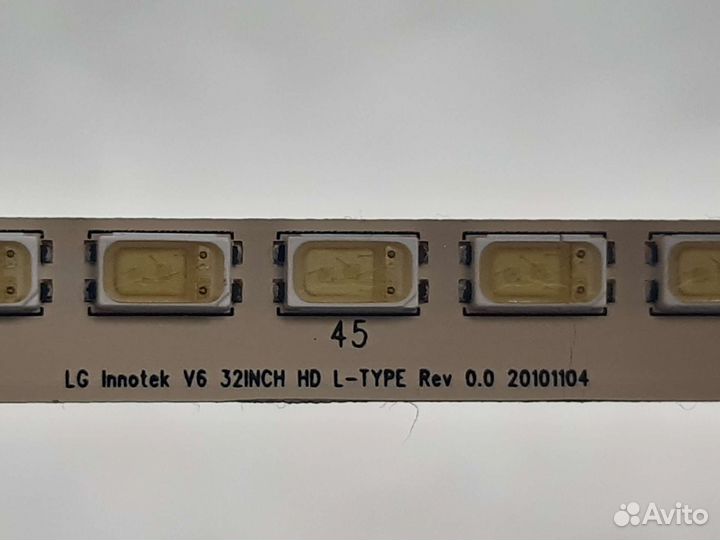 45
LG Innotek V6 32INCH HD L-TYPE Rev 0.0 20101104
Avito